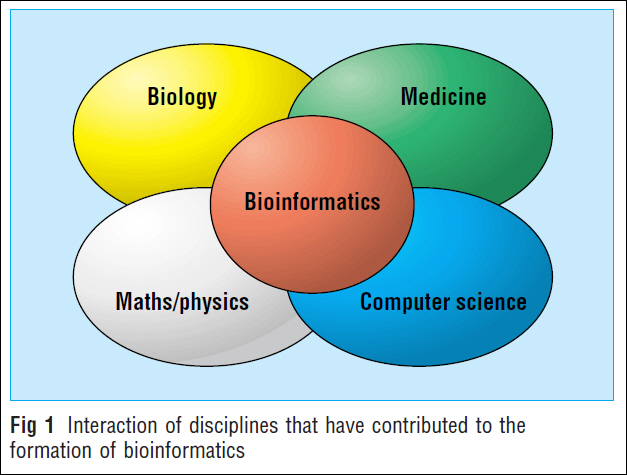 Biology
Medicine
Bioinformatics
Maths/physics
Computer science
Fig 1 Interaction of disciplines that have contributed to the
formation of bioinformatics